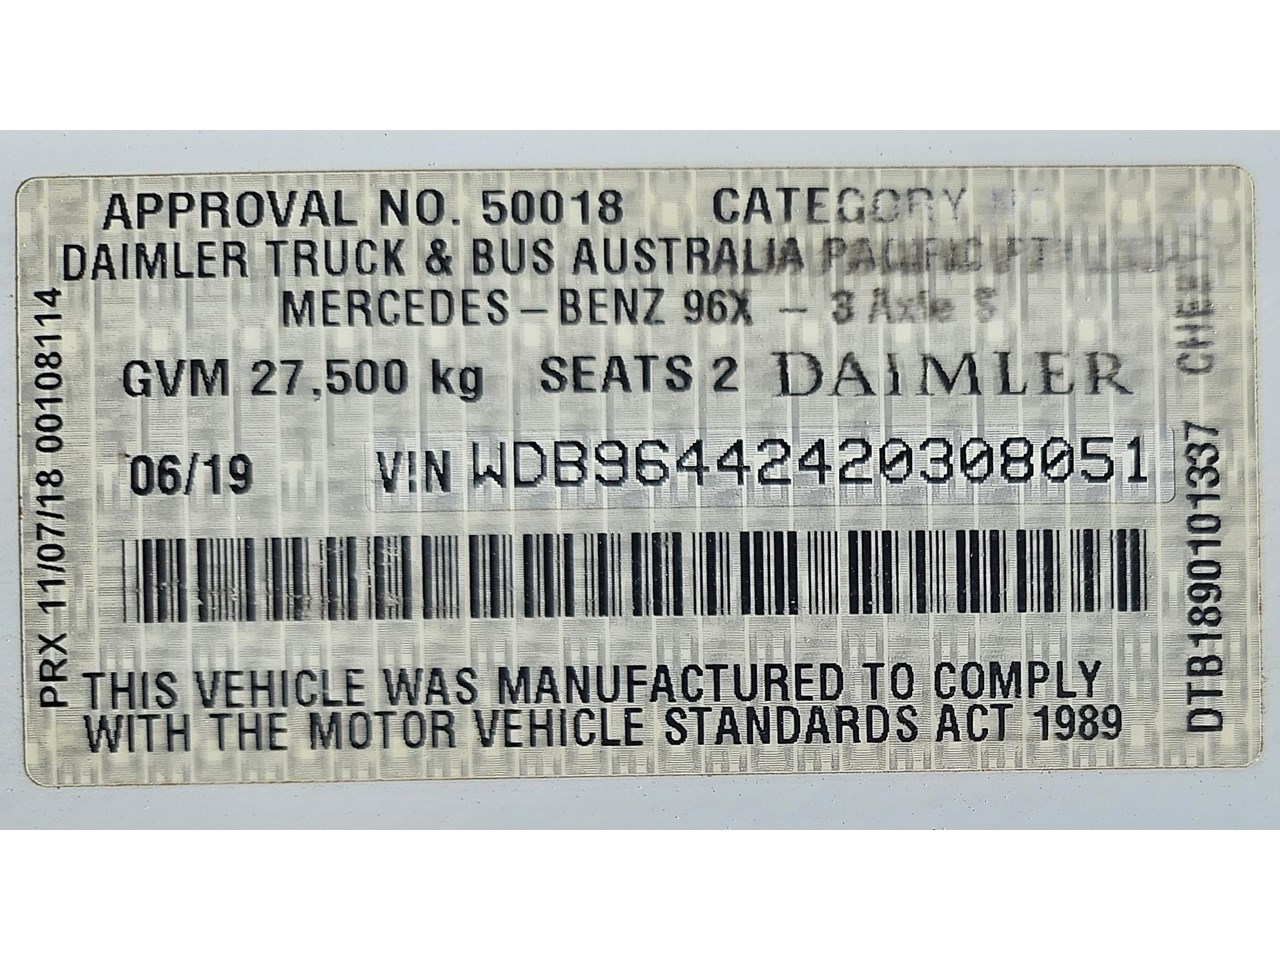 APPROVAL NO. 50018 CATEGORY
DAIMLER TRUCK & BUS AUSTRALIA PACIFIC
MERCEDES-BENZ 96X - 3 Axle
GVM 27,500 kg SEATS 2 DAIMLER
06/19 VIN WDB96442420308051
THIS VEHICLE WAS MANUFACTURED TO COMPLY
WITH THE MOTOR VEHICLE STANDARDS ACT 1989
PRX 11/07/18 00108114
DTB1890101337